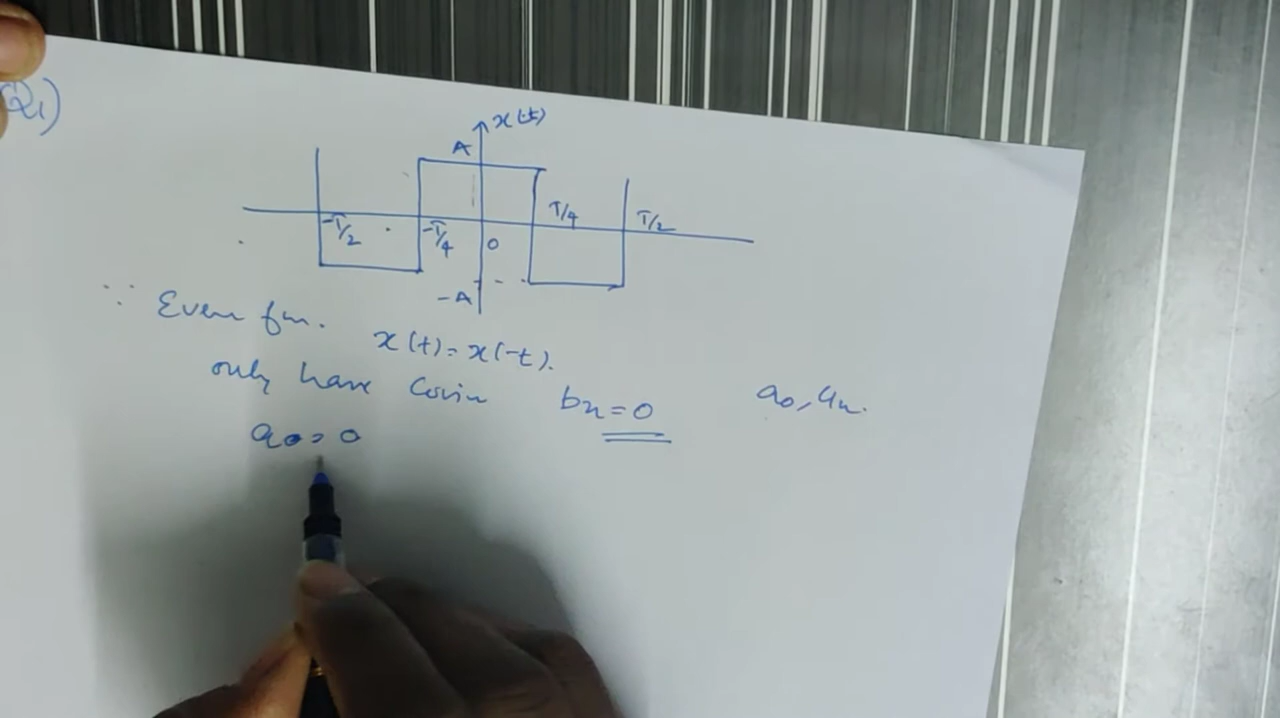 Q1)
x(t)
A
-T/2 -T/4 0 T/4 T/2
-A
∵ Even fn.
x(t)=x(-t).
only have Cosin bn=0 a0, an.
a0=0